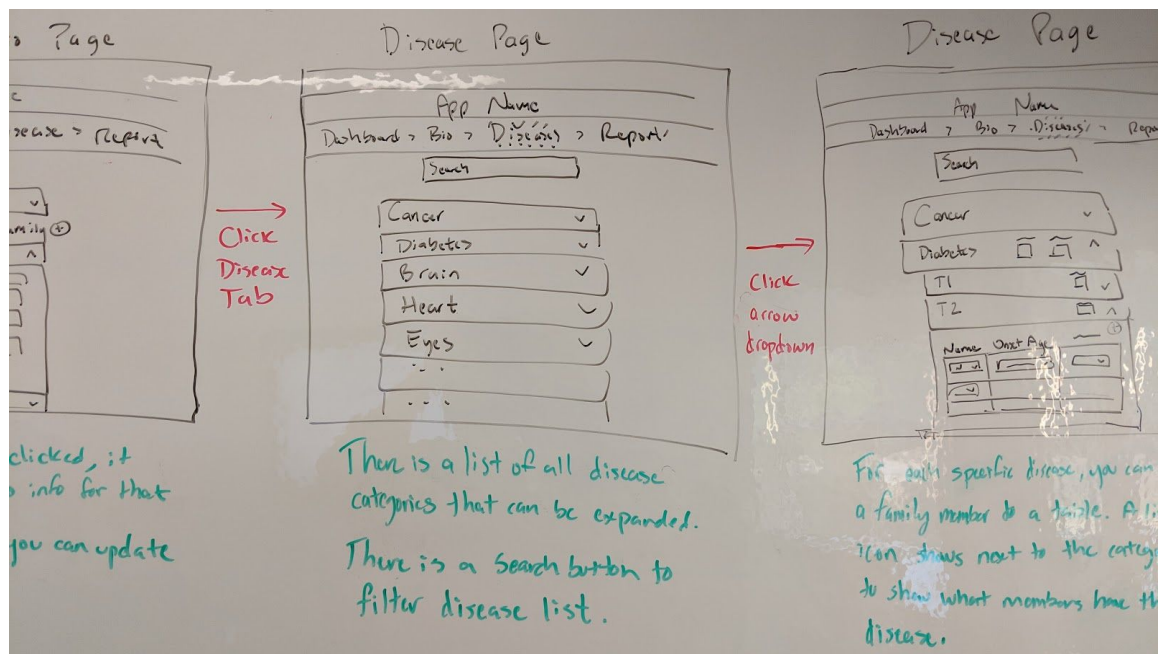 Page
Report
clicked, it
info for that
you can update
Click
Disease
Tab
Disease Page
App Name
Dashboard > Bio > Diseases > Report
Search
Cancer
Diabetes
Brain
Heart
Eyes
...
...
There is a list of all disease
categories that can be expanded.
There is a search button to
filter disease list.
Click
arrow
dropdown
Disease Page
App Name
Dashboard > Bio > Diseases >
Search
Cancer
Diabetes
T1
T2
Name Onset Age
For each specific disease, you can
a family member to a table. A
icon shows next to the
to show what members have
disease.